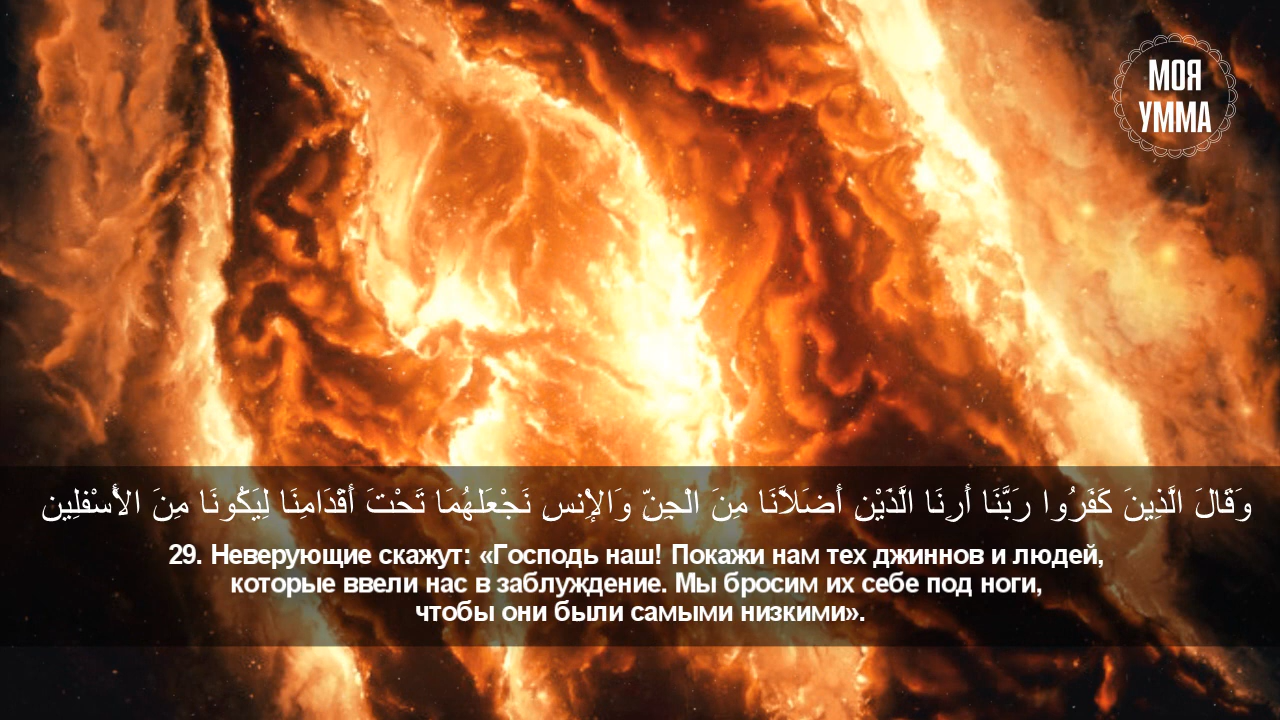 МОЯ
УММА
وَقَالَ الَّذِينَ كَفَرُوا رَبَّنَا أَرِنَا الَّذَيْنِ أَضَلاَّنَا مِنَ الْجِنِّ وَالإِنسِ نَجْعَلْهُمَا تَحْتَ أَقْدَامِنَا لِيَكُونَا مِنَ الأَسْفَلِين
29. Неверующие скажут: «Господь наш! Покажи нам тех джиннов и людей,
которые ввели нас в заблуждение. Мы бросим их себе под ноги,
чтобы они были самыми низкими».